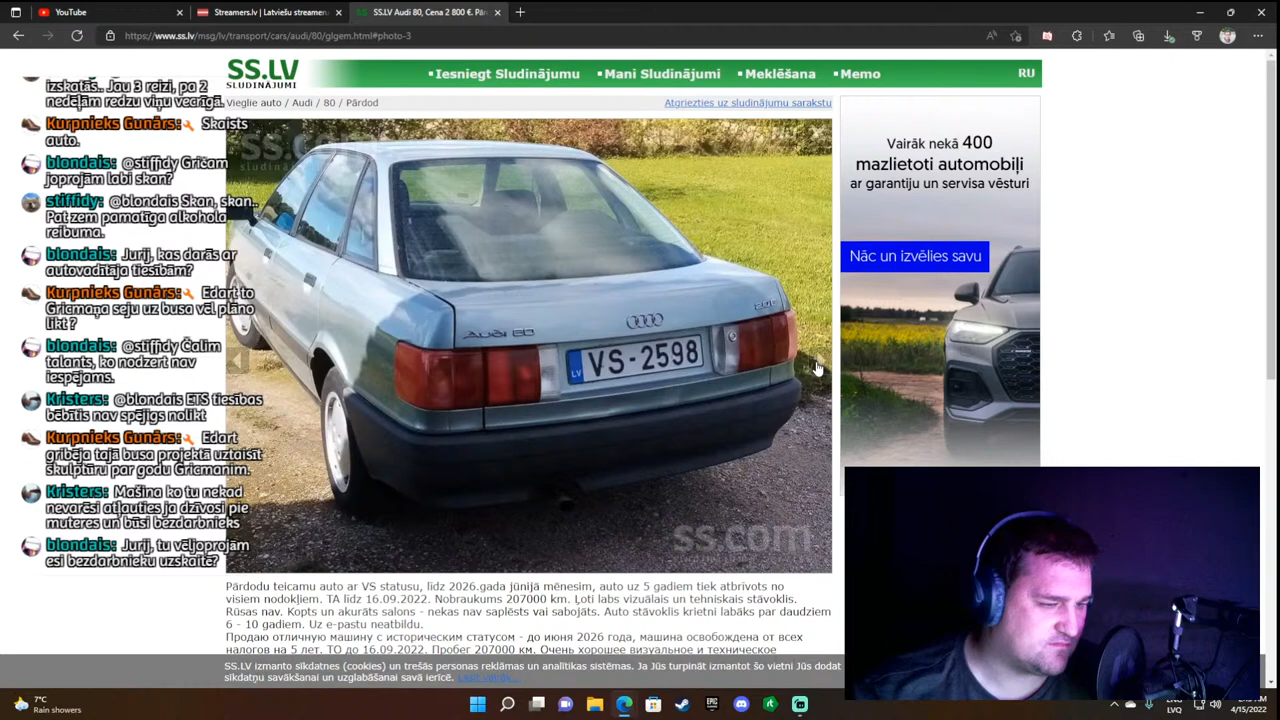 YouTube
Streamers.lv | Latviešu streamer
SS.LV Audi 80, Cena 2 800 €. Pār
https://www.ss.lv/msg/lv/transport/cars/audi/80/glgem.html#photo-3
SS.LV
SLUDINĀJUMI
Iesniegt Sludinājumu
Mani Sludinājumi
Meklēšana
Memo
RU
Vieglie auto / Audi / 80 / Pārdod
Atgriezties uz sludinājumu sarakstu
izskatās.. Jau 3 reizi, pa 2
nedēļām redzu viņu vecrīgā.
Kurpnieks Gunārs: Skaists
auto.
blondais: @stiffidy Gričam
joprojām labi skan?
stiffidy: @blondais Skan, skan..
Pat zem pamatīga alkohola
reibuma.
blondais: Jurij, kas darās ar
autovadītāja tiesībām?
Kurpnieks Gunārs: Edart to
Gricmaņa seju uz busa vēl plāno
likt ?
blondais: @stiffidy Čalim
talants, ko nodzert nav
iespējams.
Kristers: @blondais ETS tiesības
bēbītis nav spējīgs nolikt
Kurpnieks Gunārs: Edart
gribēja tajā busa projektā uztaisīt
skulptūru par godu Gricmanim.
Kristers: Mašīna ko tu nekad
nevarēsi atļauties ja dzīvosi pie
muteres un būsi bezdarbnieks
blondais: Jurij, tu vēljoprojām
esi bezdarbnieku uzskaitē?
ss.com
AUDI 80
LV
VS-2598
ss.com
Vairāk nekā 400
mazlietoti automobiļi
ar garantiju un servisa vēsturi
Nāc un izvēlies savu
Pārdodu teicamu auto ar VS statusu, līdz 2026.gada jūnijā mēnesim, auto uz 5 gadiem tiek atbrīvots no
visiem nodokļiem. TA līdz 16.09.2022. Nobraukums 207000 km. Ļoti labs vizuālais un tehniskais stāvoklis.
Rūsas nav. Kopts un akurāts salons - nekas nav saplēsts vai sabojāts. Auto stāvoklis krietni labāks par daudziem
6 - 10 gadiem. Uz e-pastu neatbildu.
Продаю отличную машину с историческим статусом - до июня 2026 года, машина освобождена от всех
налогов на 5 лет. ТО до 16.09.2022. Пробег 207000 км. Очень хорошее визуальное и техническое
SS.LV izmanto sīkdatnes (cookies) un trešās personas reklāmas un analītikas sistēmas. Ja Jūs turpināt izmantot šo vietni Jūs dodat
sīkdatņu savākšanai un uzglabāšanai savā ierīcē. Lasīt vairāk...
7°C
Rain showers
LVQ
4/15/2022